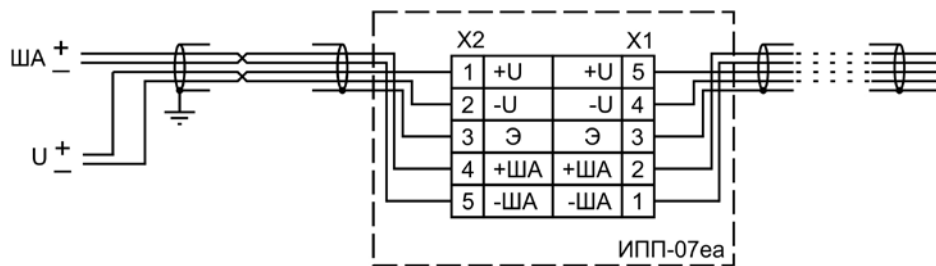 X2 X1
ША + −
1 +U +U 5
2 -U -U 4
3 Э Э 3
4 +ША +ША 2
5 -ША -ША 1
U + −
ИПП-07еа